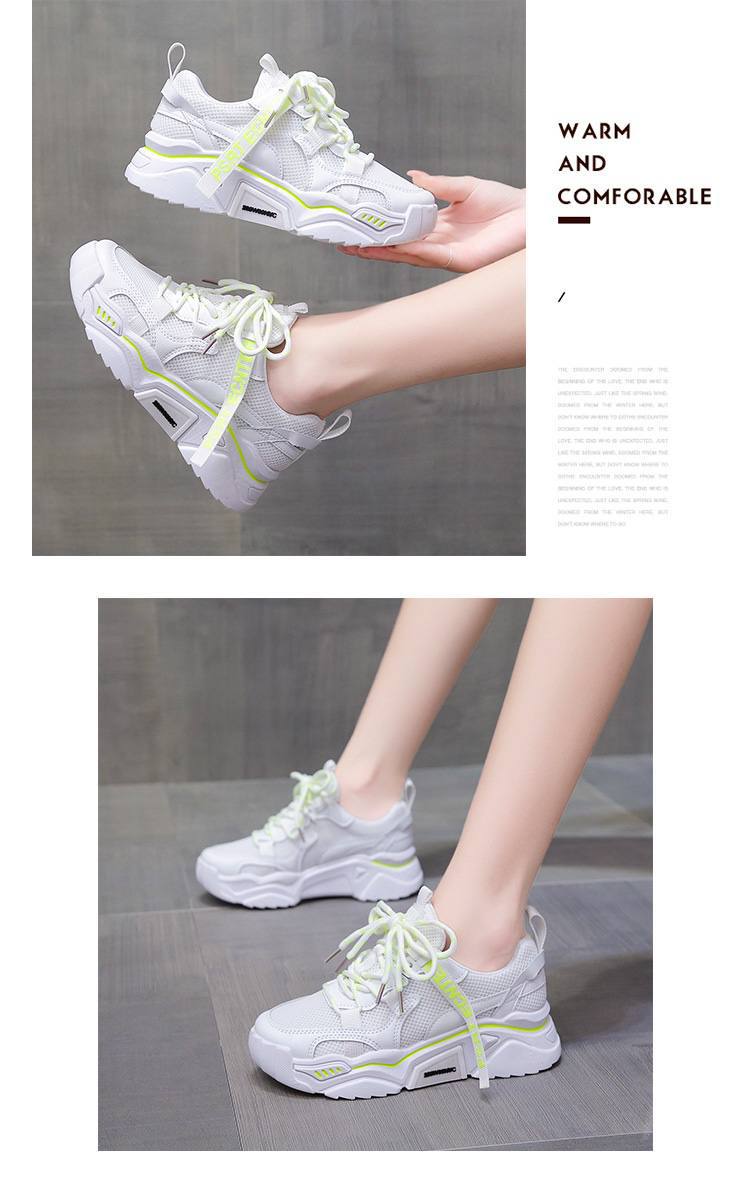 WARM
AND
COMFORABLE
/
THE ENCOUNTER DOOMED FROM THE
BEGINNING OF THE LOVE, THE END WHO IS
UNEXPECTED, JUST LIKE THE SPRING WIND,
DOOMED FROM THE WINTER HERE, BUT
DON'T KNOW WHERE TO GOTHE ENCOUNTER
DOOMED FROM THE BEGINNING OF THE
LOVE, THE END WHO IS UNEXPECTED, JUST
LIKE THE SPRING WIND, DOOMED FROM THE
WINTER HERE, BUT DON'T KNOW WHERE TO
GOTHE ENCOUNTER DOOMED FROM THE
BEGINNING OF THE LOVE, THE END WHO IS
UNEXPECTED, JUST LIKE THE SPRING WIND,
DOOMED FROM THE WINTER HERE, BUT
DON'T KNOW WHERE TO GO